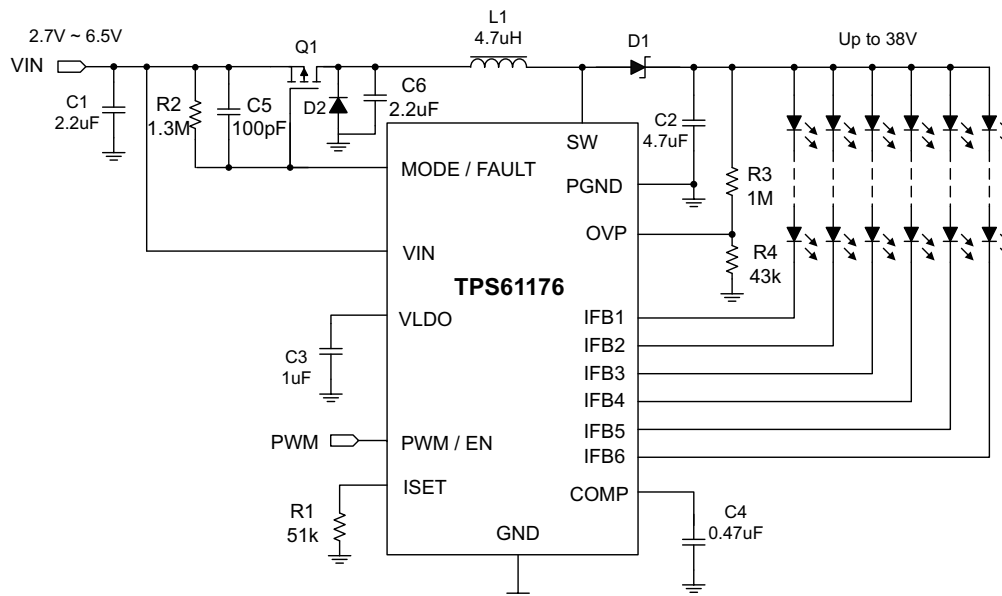 2.7V ~ 6.5V
VIN
C1
2.2uF
R2
1.3M
C5
100pF
Q1
D2
C6
2.2uF
L1
4.7uH
D1
Up to 38V
C2
4.7uF
R3
1M
R4
43k
SW
MODE / FAULT
PGND
OVP
VIN
TPS61176
VLDO
IFB1
IFB2
IFB3
IFB4
IFB5
IFB6
C3
1uF
PWM
PWM / EN
ISET
COMP
R1
51k
GND
C4
0.47uF